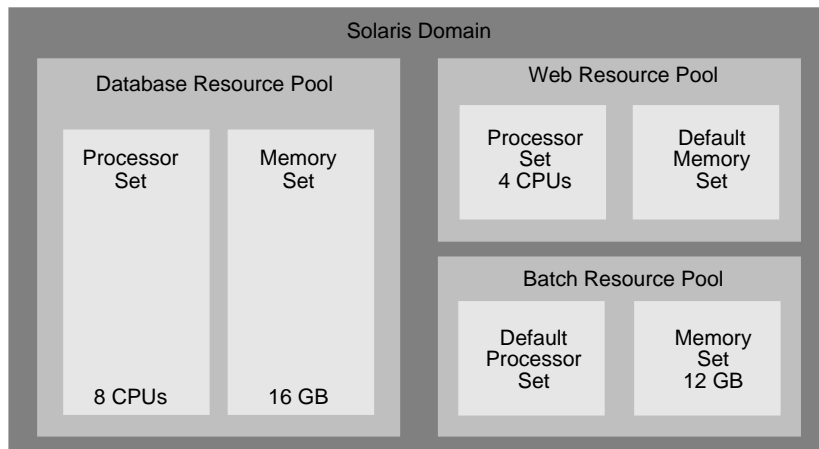 Solaris Domain
Database Resource Pool
Processor
Set
8 CPUs
Memory
Set
16 GB
Web Resource Pool
Processor
Set
4 CPUs
Default
Memory
Set
Batch Resource Pool
Default
Processor
Set
Memory
Set
12 GB